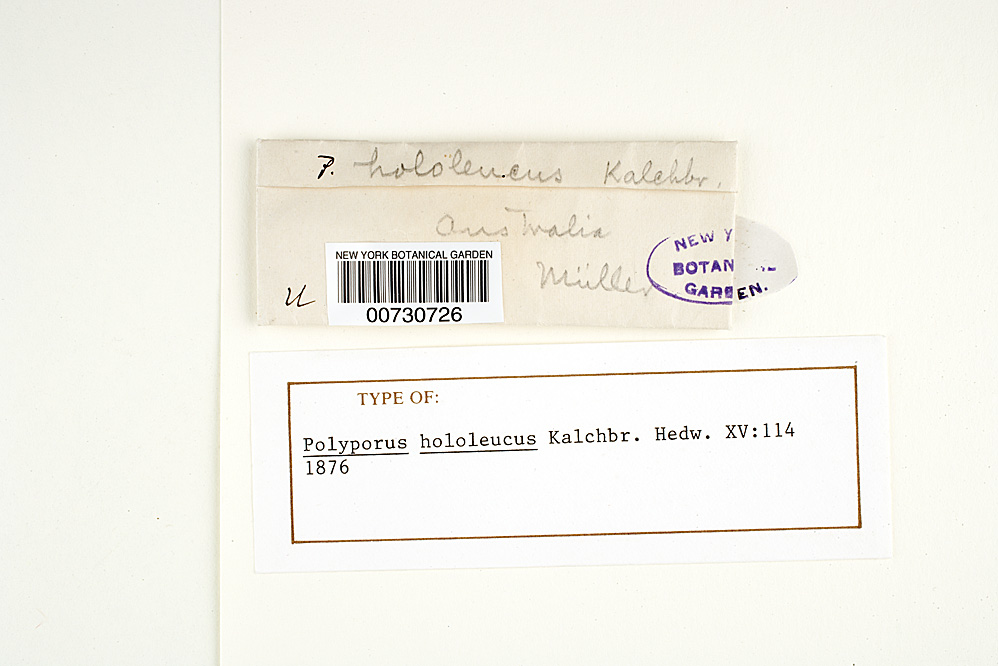 P. hololeucus Kalchbr.
Australia
Müller
NEW Y
BOTAN
GARDEN.
NEW YORK BOTANICAL GARDEN
00730726
TYPE OF:
Polyporus hololeucus Kalchbr. Hedw. XV:114
1876